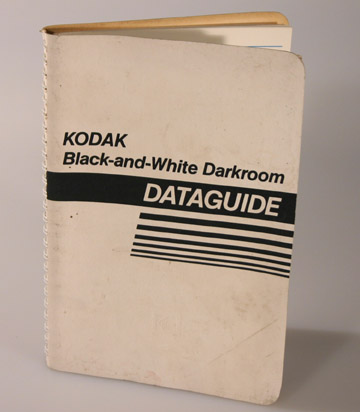 KODAK
Black-and-White Darkroom
DATAGUIDE